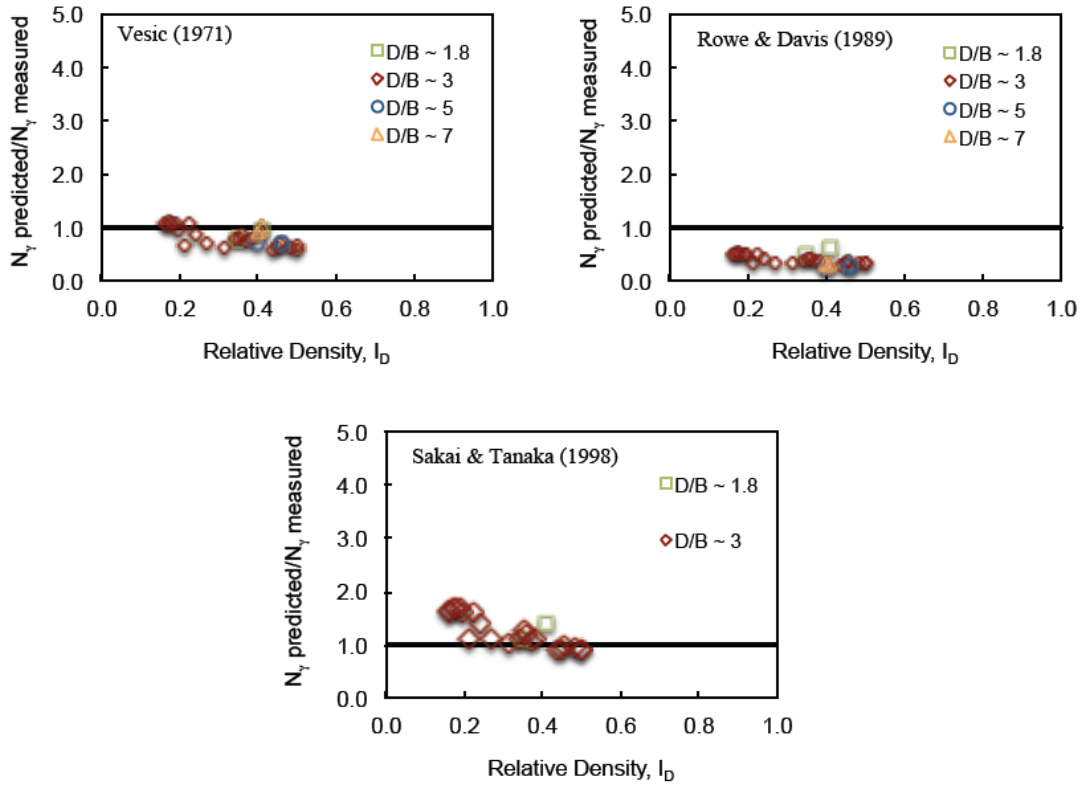 Vesic (1971)
D/B ~ 1.8
D/B ~ 3
D/B ~ 5
D/B ~ 7
5.0
4.0
3.0
2.0
1.0
0.0
0.0 0.2 0.4 0.6 0.8 1.0
Nγ predicted/Nγ measured
Relative Density, ID
Rowe & Davis (1989)
D/B ~ 1.8
D/B ~ 3
D/B ~ 5
D/B ~ 7
5.0
4.0
3.0
2.0
1.0
0.0
0.0 0.2 0.4 0.6 0.8 1.0
Nγ predicted/Nγ measured
Relative Density, ID
Sakai & Tanaka (1998)
D/B ~ 1.8
D/B ~ 3
5.0
4.0
3.0
2.0
1.0
0.0
0.0 0.2 0.4 0.6 0.8 1.0
Nγ predicted/Nγ measured
Relative Density, ID